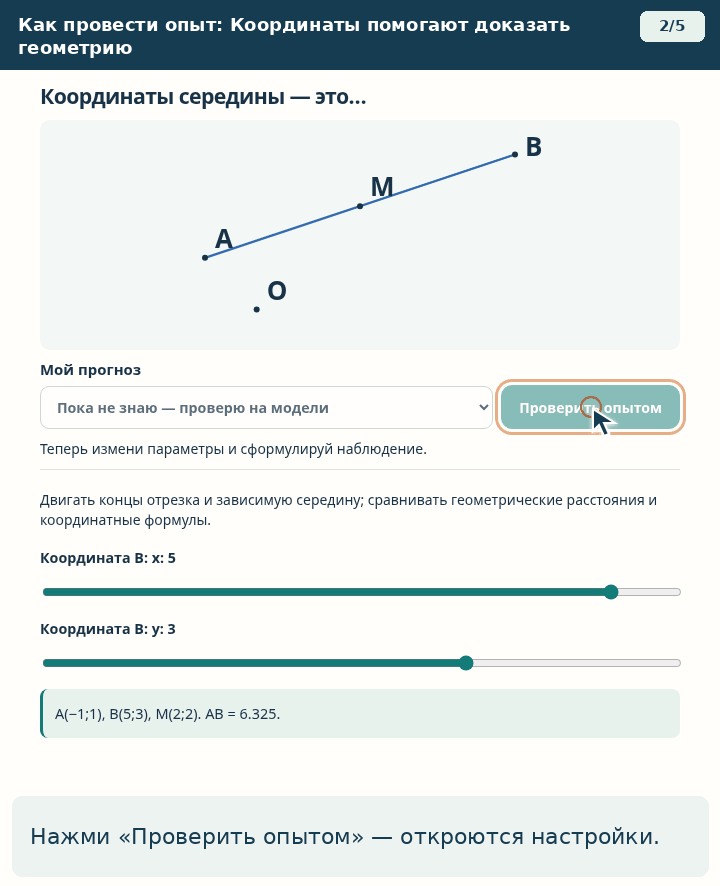 Как провести опыт: Координаты помогают доказать
геометрию
2/5
Координаты середины — это…
B
M
A
O
Мой прогноз
Пока не знаю — проверю на модели
Проверить опытом
Теперь измени параметры и сформулируй наблюдение.
Двигать концы отрезка и зависимую середину; сравнивать геометрические расстояния и
координатные формулы.
Координата B: x: 5
Координата B: y: 3
A(−1;1), B(5;3), M(2;2). AB = 6.325.
Нажми «Проверить опытом» — откроются настройки.